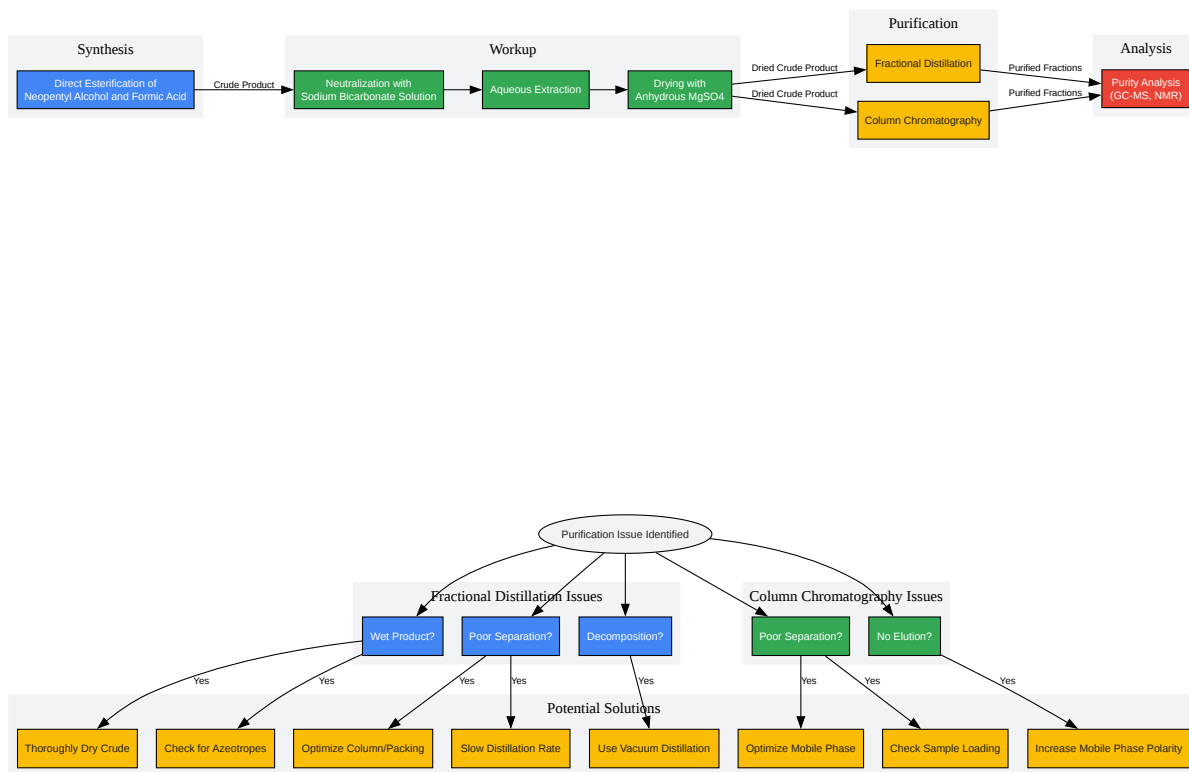 Synthesis
Workup
Purification
Analysis
Direct Esterification of
Neopentyl Alcohol and Formic Acid
Crude Product
Neutralization with
Sodium Bicarbonate Solution
Aqueous Extraction
Drying with
Anhydrous MgSO4
Dried Crude Product
Dried Crude Product
Fractional Distillation
Column Chromatography
Purified Fractions
Purified Fractions
Purity Analysis
(GC-MS, NMR)
Purification Issue Identified
Fractional Distillation Issues
Column Chromatography Issues
Wet Product?
Poor Separation?
Decomposition?
Poor Separation?
No Elution?
Yes
Yes
Yes
Yes
Yes
Yes
Yes
Yes
Potential Solutions
Thoroughly Dry Crude
Check for Azeotropes
Optimize Column/Packing
Slow Distillation Rate
Use Vacuum Distillation
Optimize Mobile Phase
Check Sample Loading
Increase Mobile Phase Polarity